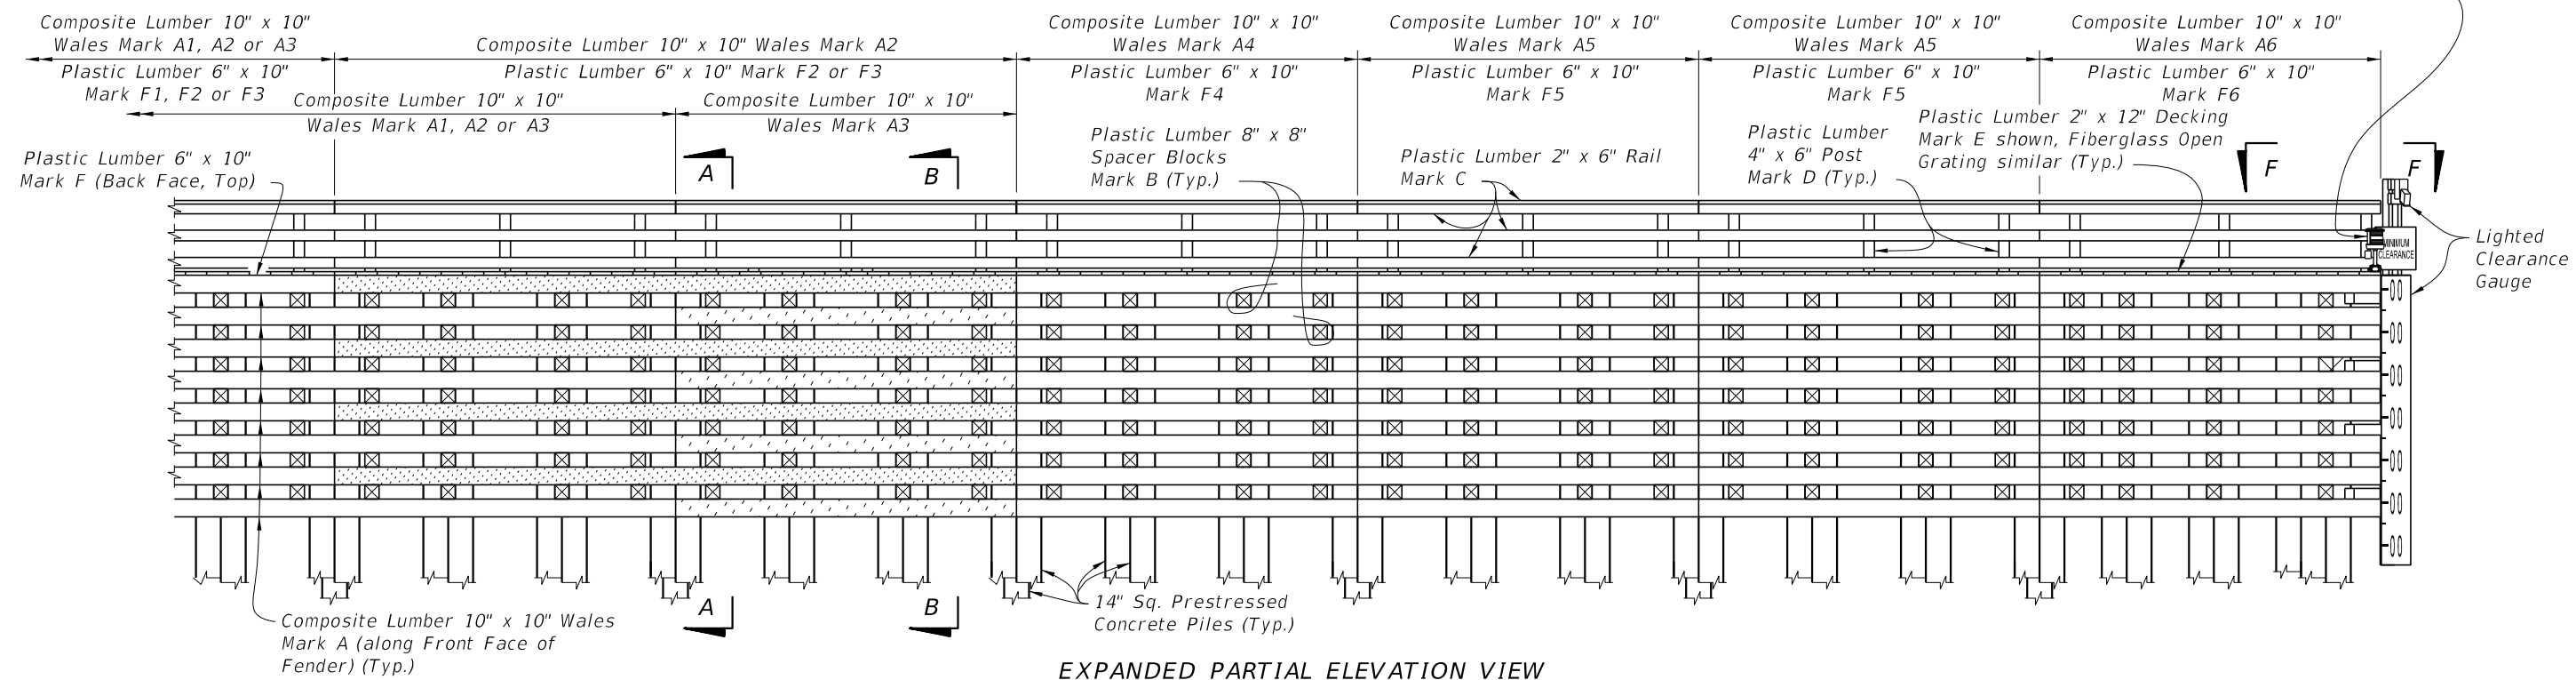 Composite Lumber 10" x 10"
Wales Mark A1, A2 or A3
Plastic Lumber 6" x 10"
Mark F1, F2 or F3
Composite Lumber 10" x 10" Wales Mark A2
Plastic Lumber 6" x 10" Mark F2 or F3
Composite Lumber 10" x 10"
Wales Mark A4
Plastic Lumber 6" x 10"
Mark F4
Composite Lumber 10" x 10"
Wales Mark A5
Plastic Lumber 6" x 10"
Mark F5
Composite Lumber 10" x 10"
Wales Mark A5
Plastic Lumber 6" x 10"
Mark F5
Composite Lumber 10" x 10"
Wales Mark A6
Plastic Lumber 6" x 10"
Mark F6
Composite Lumber 10" x 10"
Wales Mark A1, A2 or A3
Composite Lumber 10" x 10"
Wales Mark A3
Plastic Lumber 6" x 10"
Mark F (Back Face, Top)
A
B
Plastic Lumber 8" x 8"
Spacer Blocks
Mark B (Typ.)
Plastic Lumber 2" x 6" Rail
Mark C
Plastic Lumber
4" x 6" Post
Mark D (Typ.)
Plastic Lumber 2" x 12" Decking
Mark E shown, Fiberglass Open
Grating similar (Typ.)
F
F
MINIMUM
CLEARANCE
Lighted
Clearance
Gauge
Composite Lumber 10" x 10" Wales
Mark A (along Front Face of
Fender) (Typ.)
A
B
14" Sq. Prestressed
Concrete Piles (Typ.)
EXPANDED PARTIAL ELEVATION VIEW